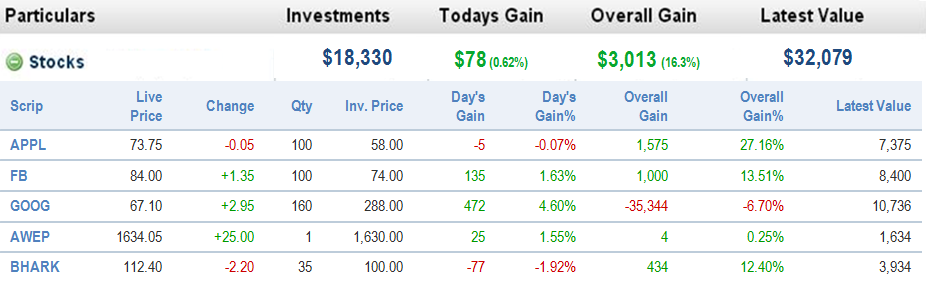 Particulars Investments Todays Gain Overall Gain Latest Value
Stocks $18,330 $78 (0.62%) $3,013 (16.3%) $32,079
Scrip Live Price Change Qty Inv. Price Day's Gain Day's Gain% Overall Gain Overall Gain% Latest Value
APPL 73.75 -0.05 100 58.00 -5 -0.07% 1,575 27.16% 7,375
FB 84.00 +1.35 100 74.00 135 1.63% 1,000 13.51% 8,400
GOOG 67.10 +2.95 160 288.00 472 4.60% -35,344 -6.70% 10,736
AWEP 1634.05 +25.00 1 1,630.00 25 1.55% 4 0.25% 1,634
BHARK 112.40 -2.20 35 100.00 -77 -1.92% 434 12.40% 3,934